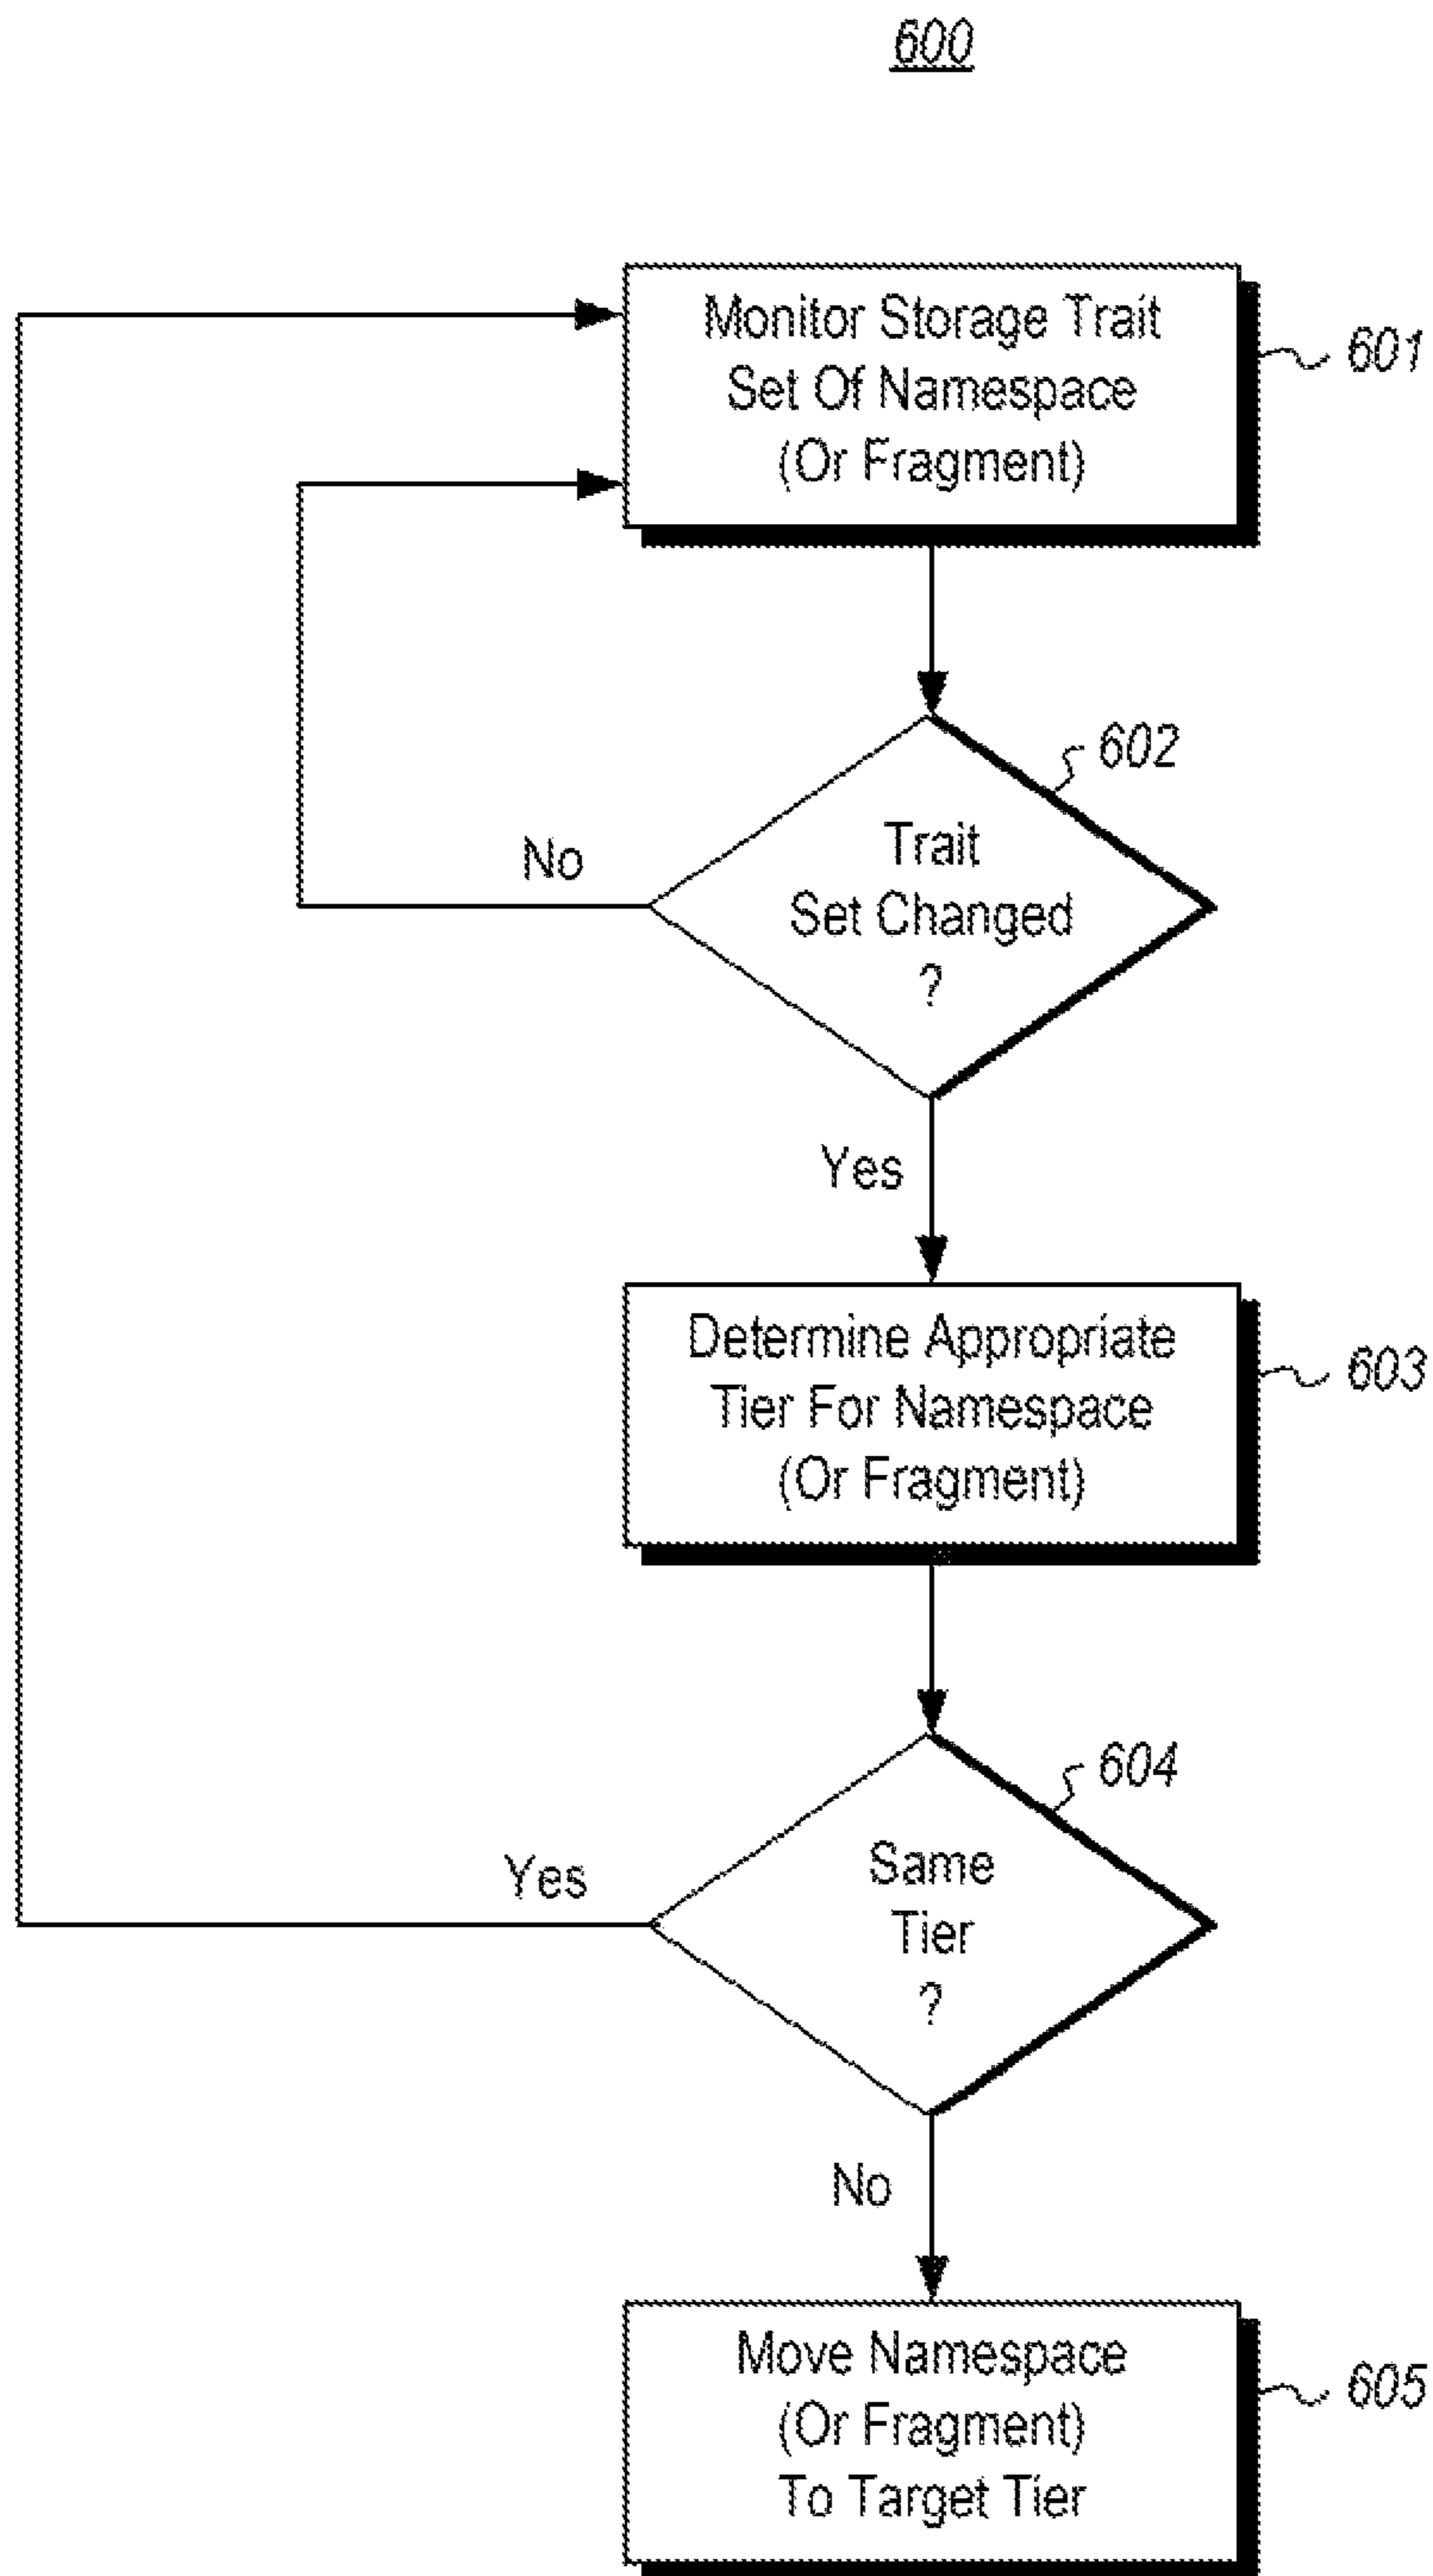 600
Monitor Storage Trait
Set Of Namespace
(Or Fragment)
601
602
Trait
Set Changed
?
No
Yes
Determine Appropriate
Tier For Namespace
(Or Fragment)
603
604
Same
Tier
?
Yes
No
Move Namespace
(Or Fragment)
To Target Tier
605